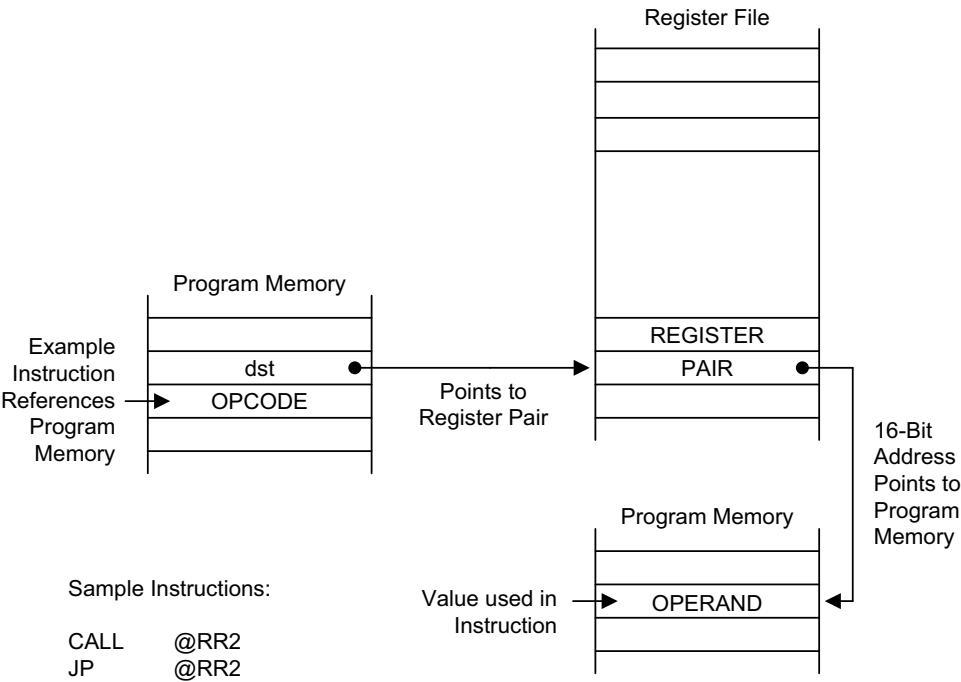 Register File
Program Memory
REGISTER
PAIR
Example
Instruction
References
Program
Memory
dst
OPCODE
Points to
Register Pair
16-Bit
Address
Points to
Program
Memory
Program Memory
Value used in
Instruction
OPERAND
Sample Instructions:
CALL @RR2
JP @RR2